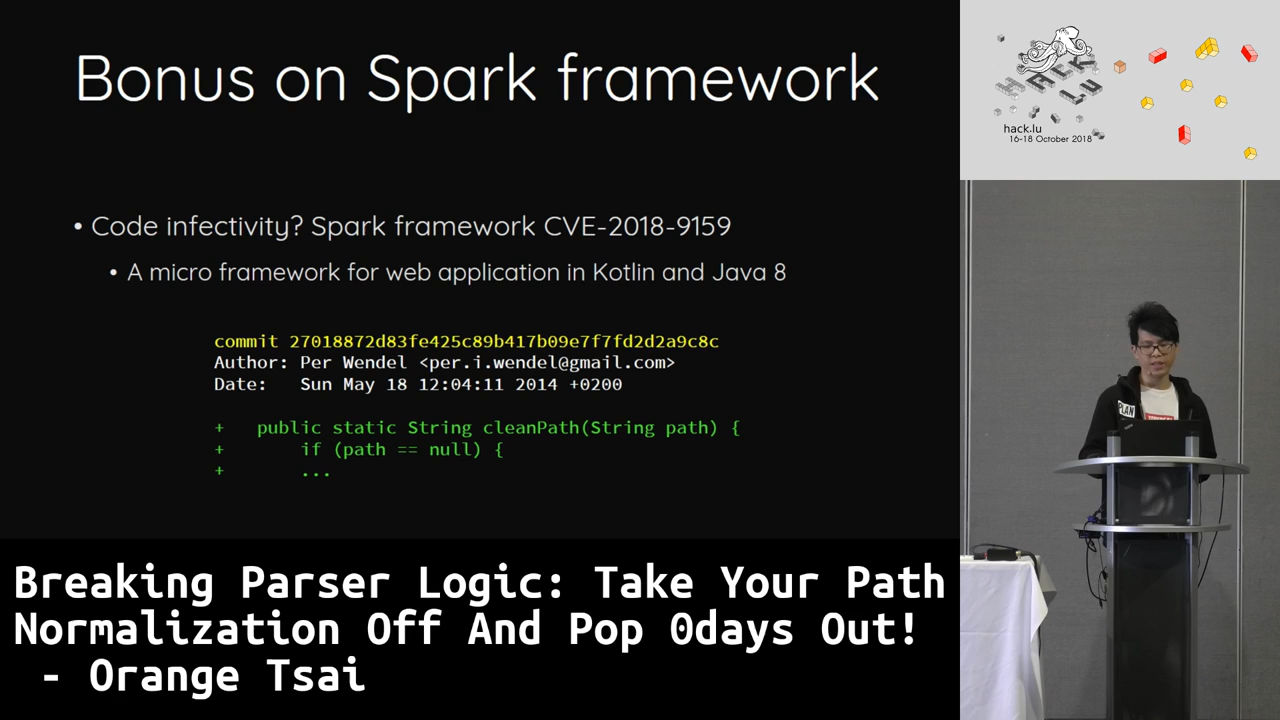 Bonus on Spark framework
• Code infectivity? Spark framework CVE-2018-9159
• A micro framework for web application in Kotlin and Java 8
commit 27018872d83fe425c89b417b09e7f7fd2d2a9c8c
Author: Per Wendel <per.i.wendel@gmail.com>
Date:   Sun May 18 12:04:11 2014 +0200
+   public static String cleanPath(String path) {
+       if (path == null) {
+       ...
HACK
LU
hack.lu
16-18 October 2018
PLAN
Breaking Parser Logic: Take Your Path
Normalization Off And Pop 0days Out!
- Orange Tsai